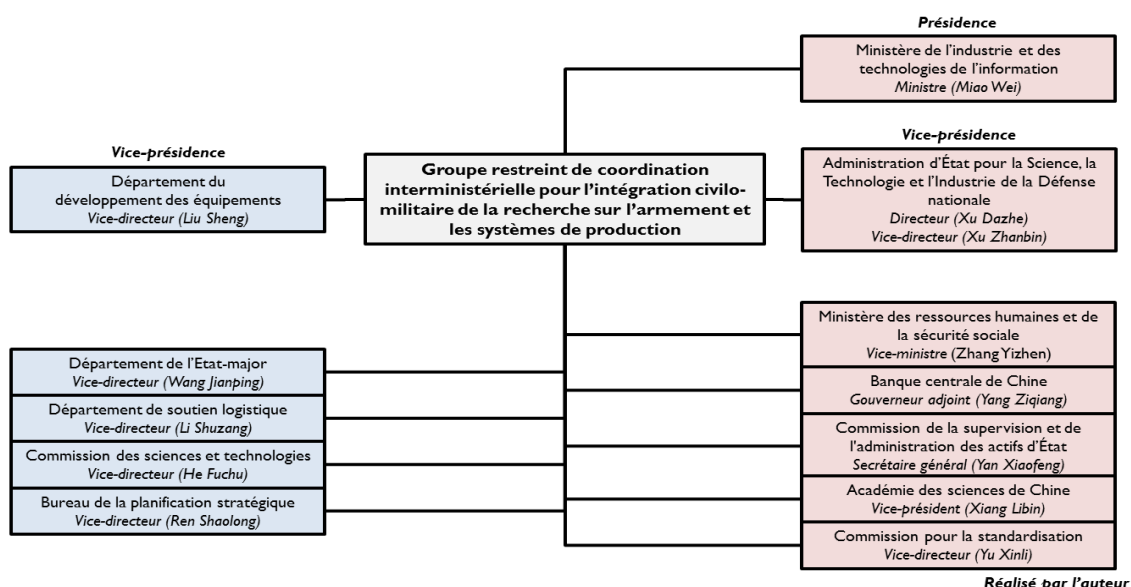 Présidence
Ministère de l'industrie et des
technologies de l'information
Ministre (Miao Wei)
Vice-présidence
Département du
développement des équipements
Vice-directeur (Liu Sheng)
Groupe restreint de coordination
interministérielle pour l'intégration civilo-
militaire de la recherche sur l'armement et
les systèmes de production
Vice-présidence
Administration d'État pour la Science, la
Technologie et l'Industrie de la Défense
nationale
Directeur (Xu Dazhe)
Vice-directeur (Xu Zhanbin)
Département de l'Etat-major
Vice-directeur (Wang Jianping)
Département de soutien logistique
Vice-directeur (Li Shuzang)
Commission des sciences et technologies
Vice-directeur (He Fuchu)
Bureau de la planification stratégique
Vice-directeur (Ren Shaolong)
Ministère des ressources humaines et de
la sécurité sociale
Vice-ministre (Zhang Yizhen)
Banque centrale de Chine
Gouverneur adjoint (Yang Ziqiang)
Commission de la supervision et de
l'administration des actifs d'État
Secrétaire général (Yan Xiaofeng)
Académie des sciences de Chine
Vice-président (Xiang Libin)
Commission pour la standardisation
Vice-directeur (Yu Xinli)
Réalisé par l'auteur